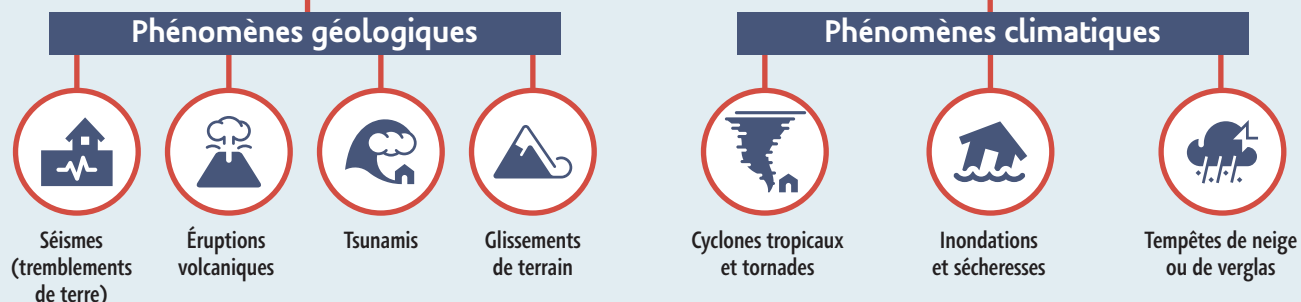 Phénomènes géologiques
Phénomènes climatiques
Séismes
(tremblements
de terre)
Éruptions
volcaniques
Tsunamis
Glissements
de terrain
Cyclones tropicaux
et tornades
Inondations
et sécheresses
Tempêtes de neige
ou de verglas